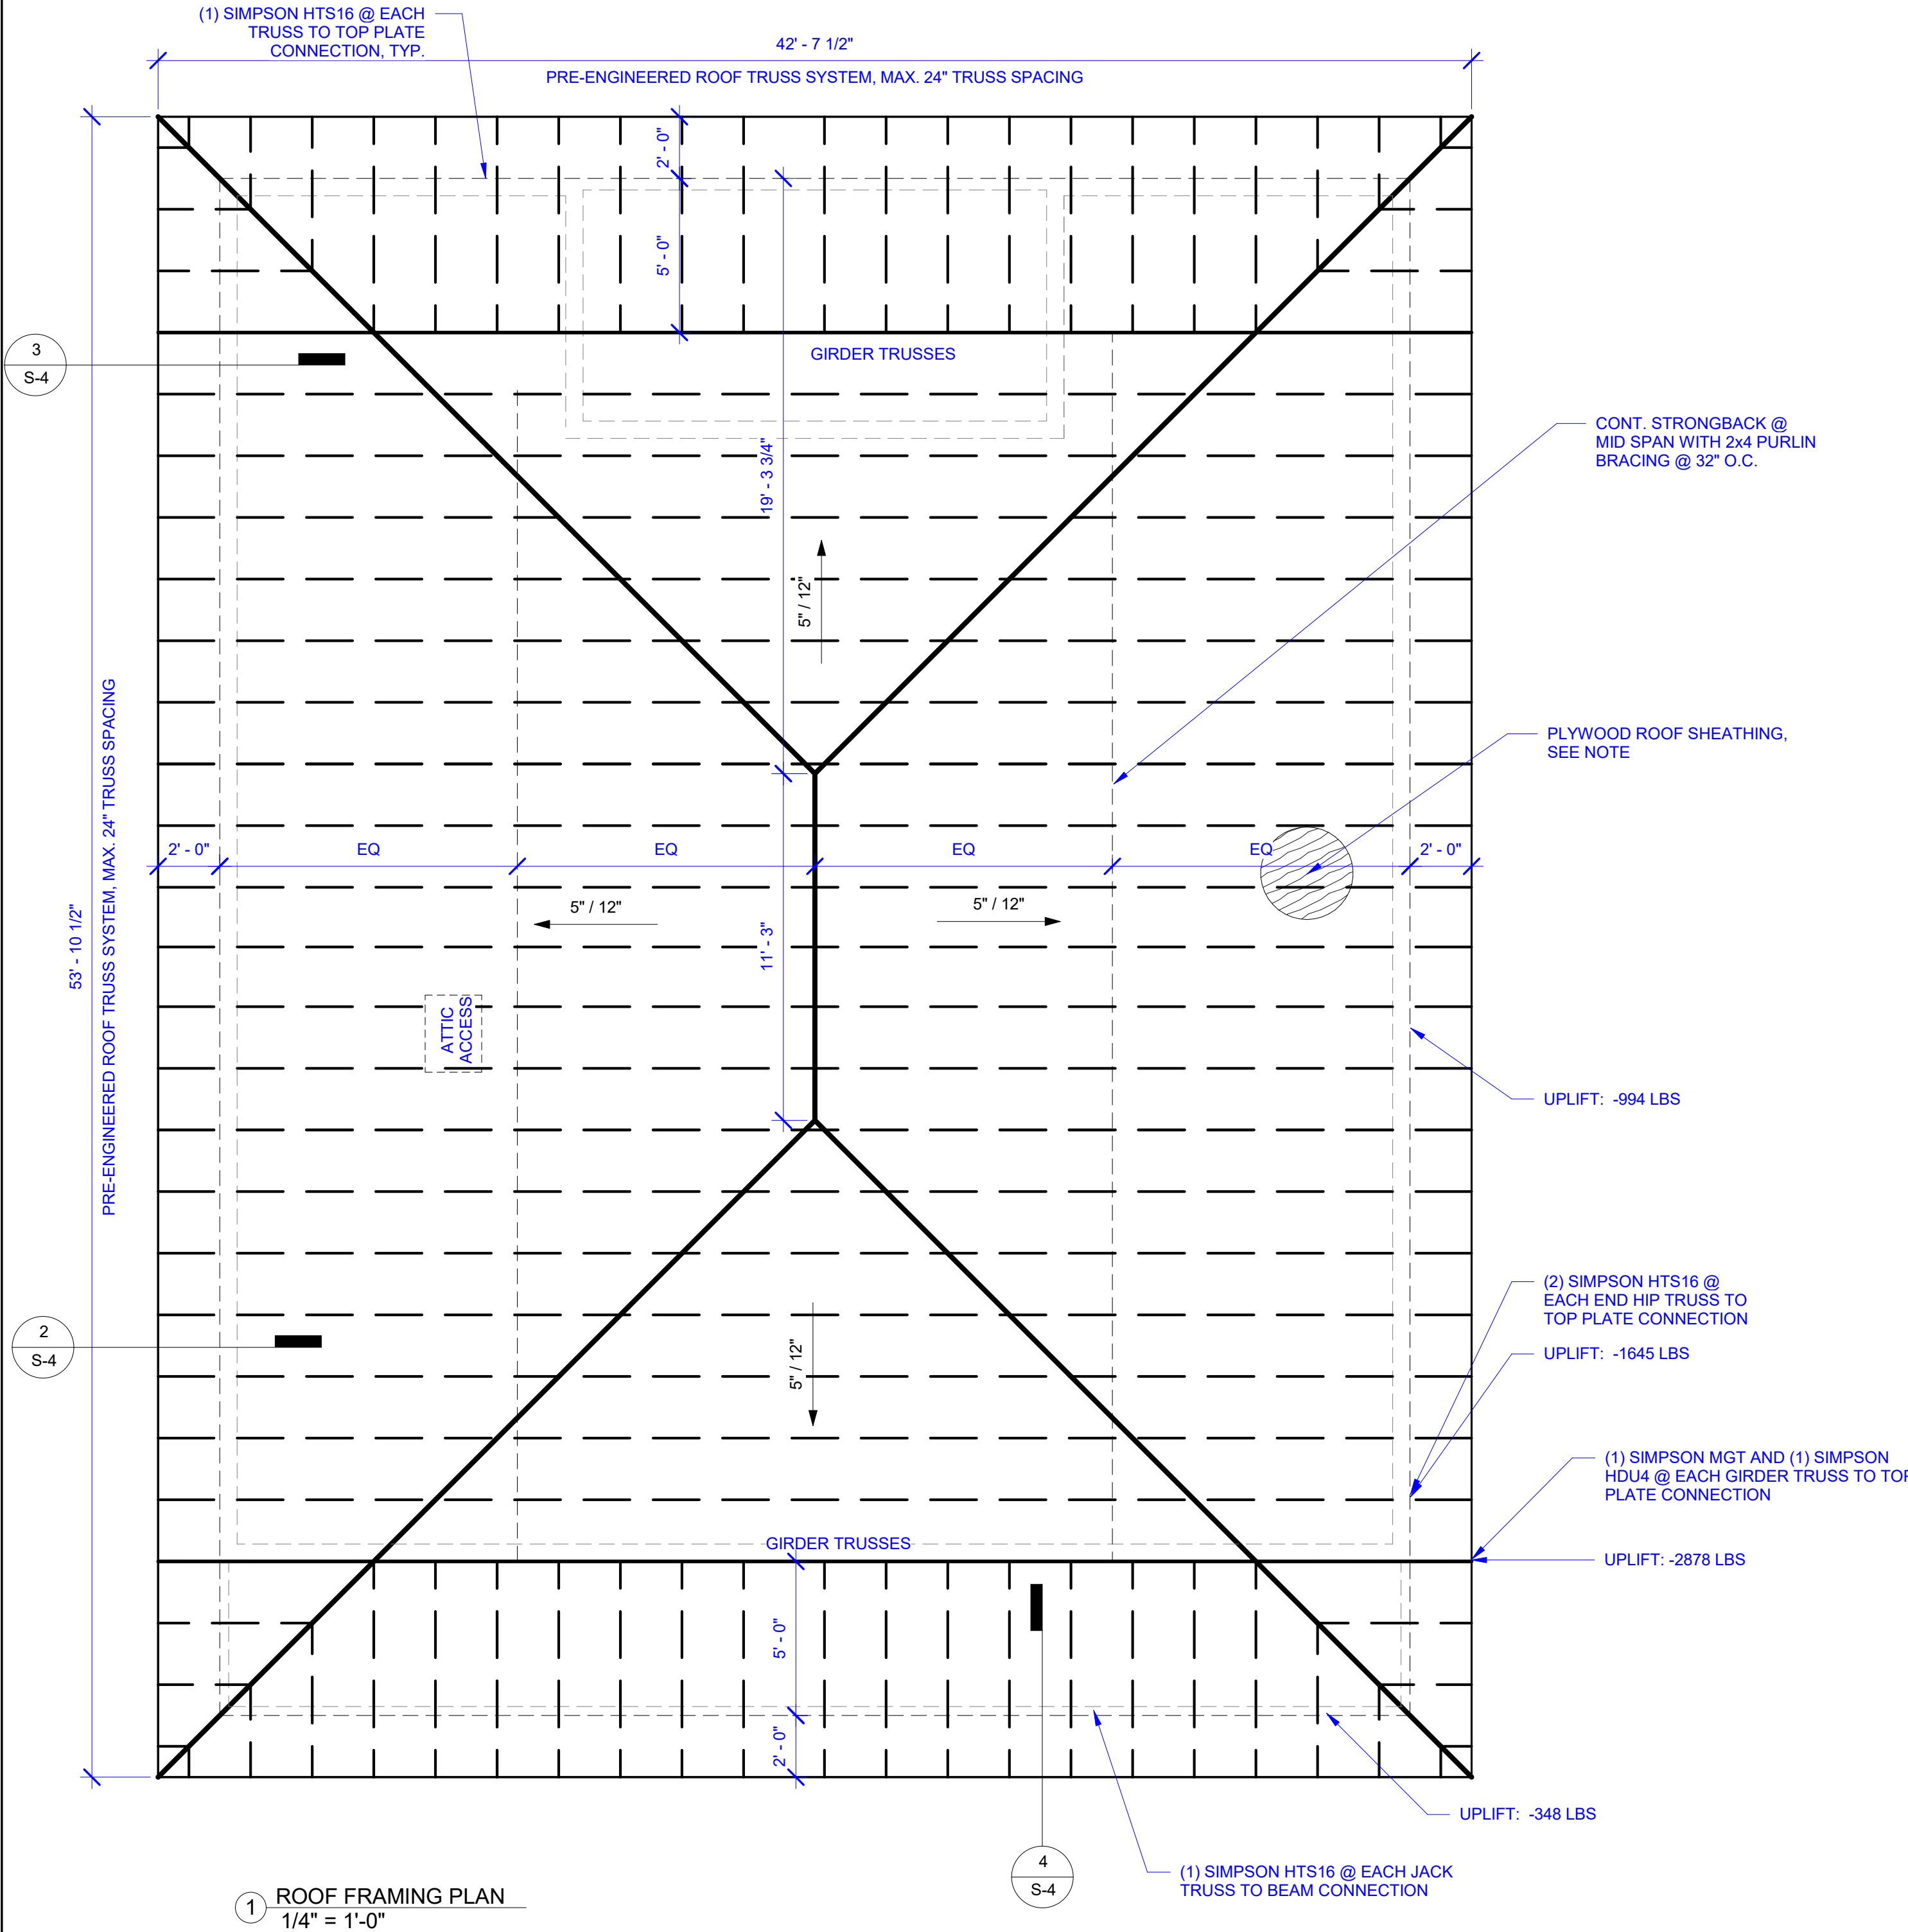 (1) SIMPSON HTS16 @ EACH
TRUSS TO TOP PLATE
CONNECTION, TYP.
42' - 7 1/2"
PRE-ENGINEERED ROOF TRUSS SYSTEM, MAX. 24" TRUSS SPACING
2' - 0"
5' - 0"
3
S-4
GIRDER TRUSSES
CONT. STRONGBACK @
MID SPAN WITH 2x4 PURLIN
BRACING @ 32" O.C.
19' - 3 3/4"
5" / 12"
PLYWOOD ROOF SHEATHING,
SEE NOTE
53' - 10 1/2"
PRE-ENGINEERED ROOF TRUSS SYSTEM, MAX. 24" TRUSS SPACING
2' - 0"
EQ
EQ
EQ
EQ
2' - 0"
5" / 12"
5" / 12"
11' - 3"
ATTIC
ACCESS
UPLIFT: -994 LBS
(2) SIMPSON HTS16 @
EACH END HIP TRUSS TO
TOP PLATE CONNECTION
2
S-4
5" / 12"
UPLIFT: -1645 LBS
(1) SIMPSON MGT AND (1) SIMPSON
HDU4 @ EACH GIRDER TRUSS TO
PLATE CONNECTION
GIRDER TRUSSES
UPLIFT: -2878 LBS
5' - 0"
2' - 0"
UPLIFT: -348 LBS
4
S-4
(1) SIMPSON HTS16 @ EACH JACK
TRUSS TO BEAM CONNECTION
1
ROOF FRAMING PLAN
1/4" = 1'-0"